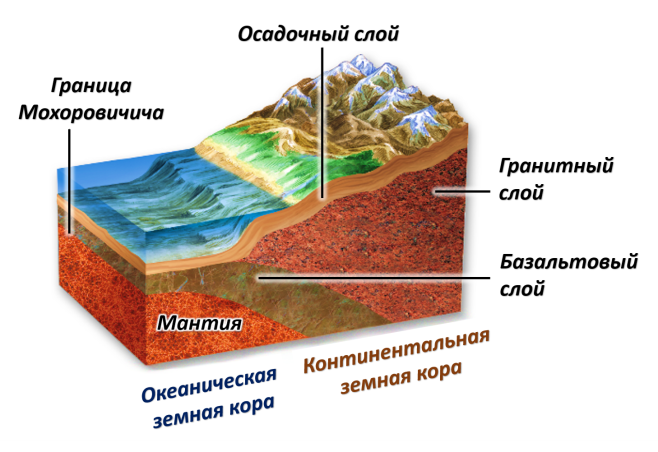 Осадочный слой
Граница
Мохоровичича
Гранитный
слой
Базальтовый
слой
Мантия
Океаническая
земная кора
Континентальная
земная кора